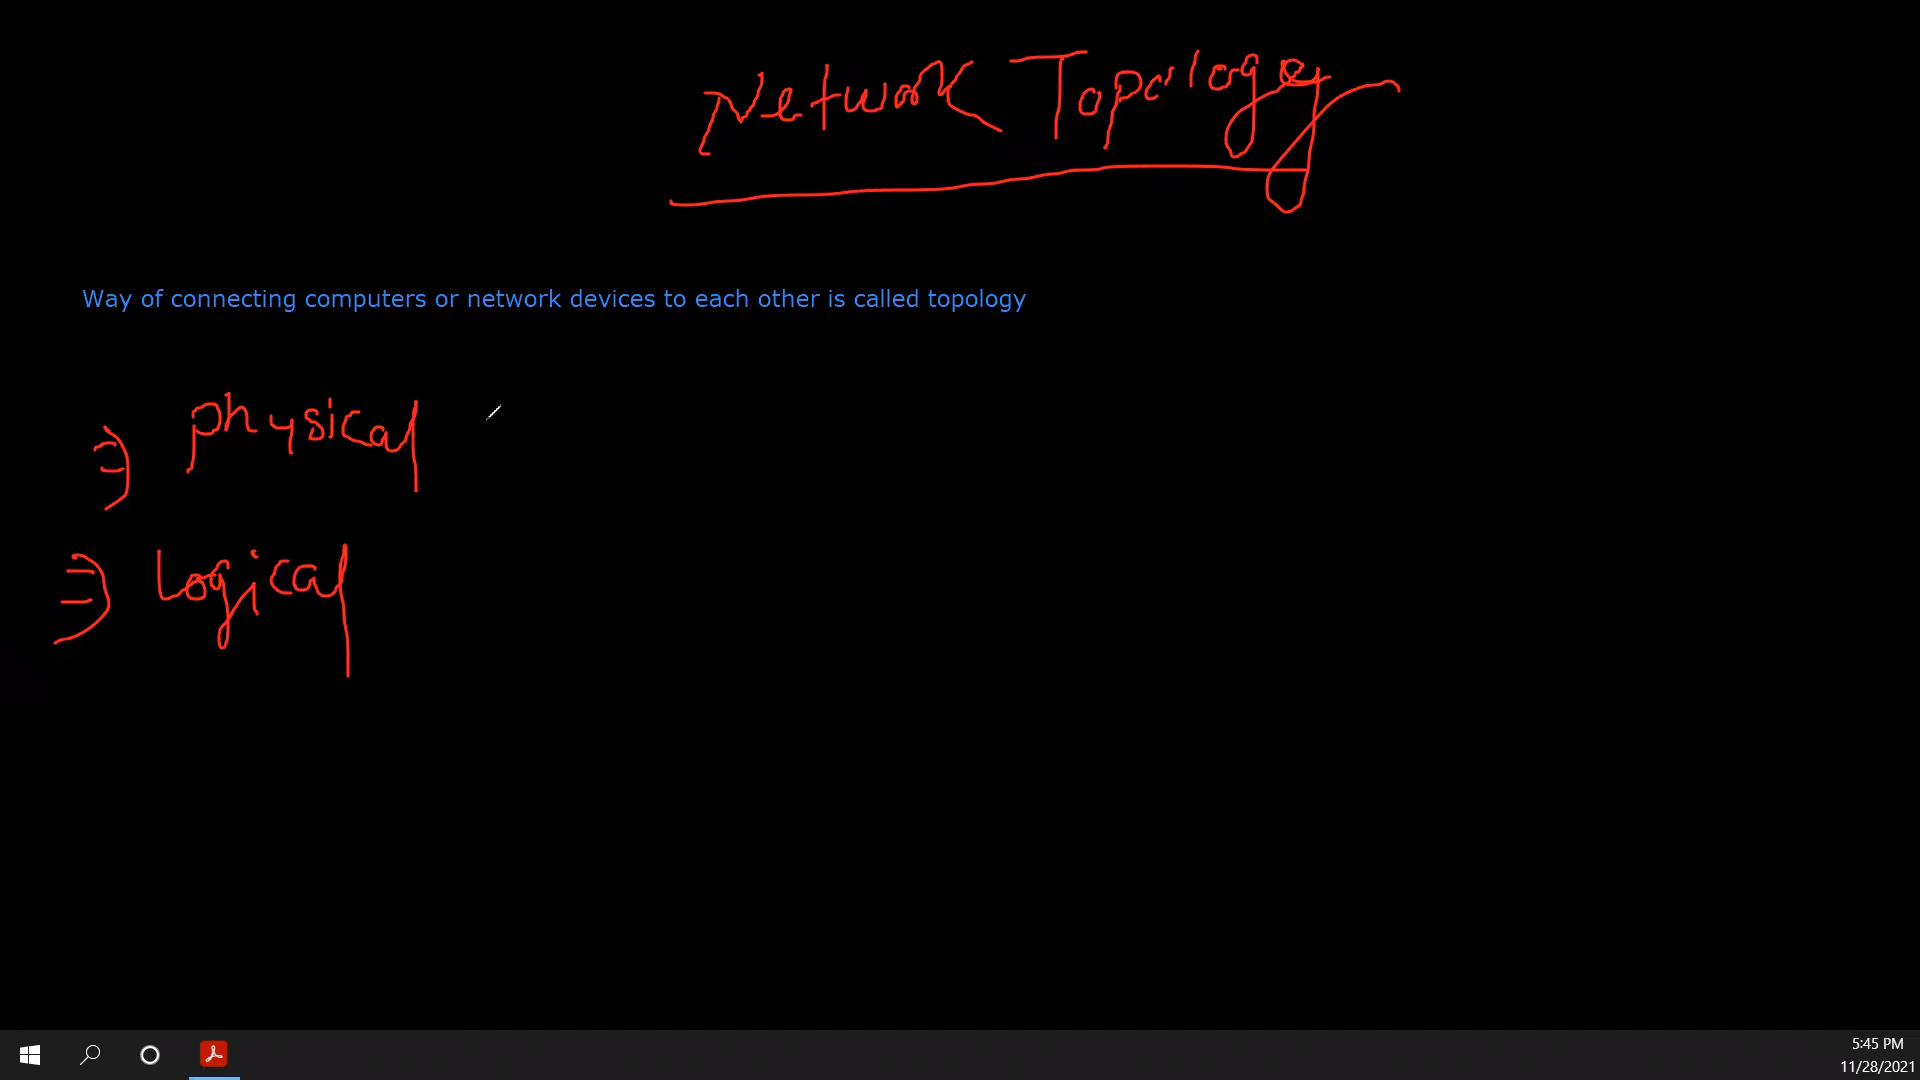 Network Topology
Way of connecting computers or network devices to each other is called topology
⇒ physical
⇒ Logical
5:45 PM
11/28/2021